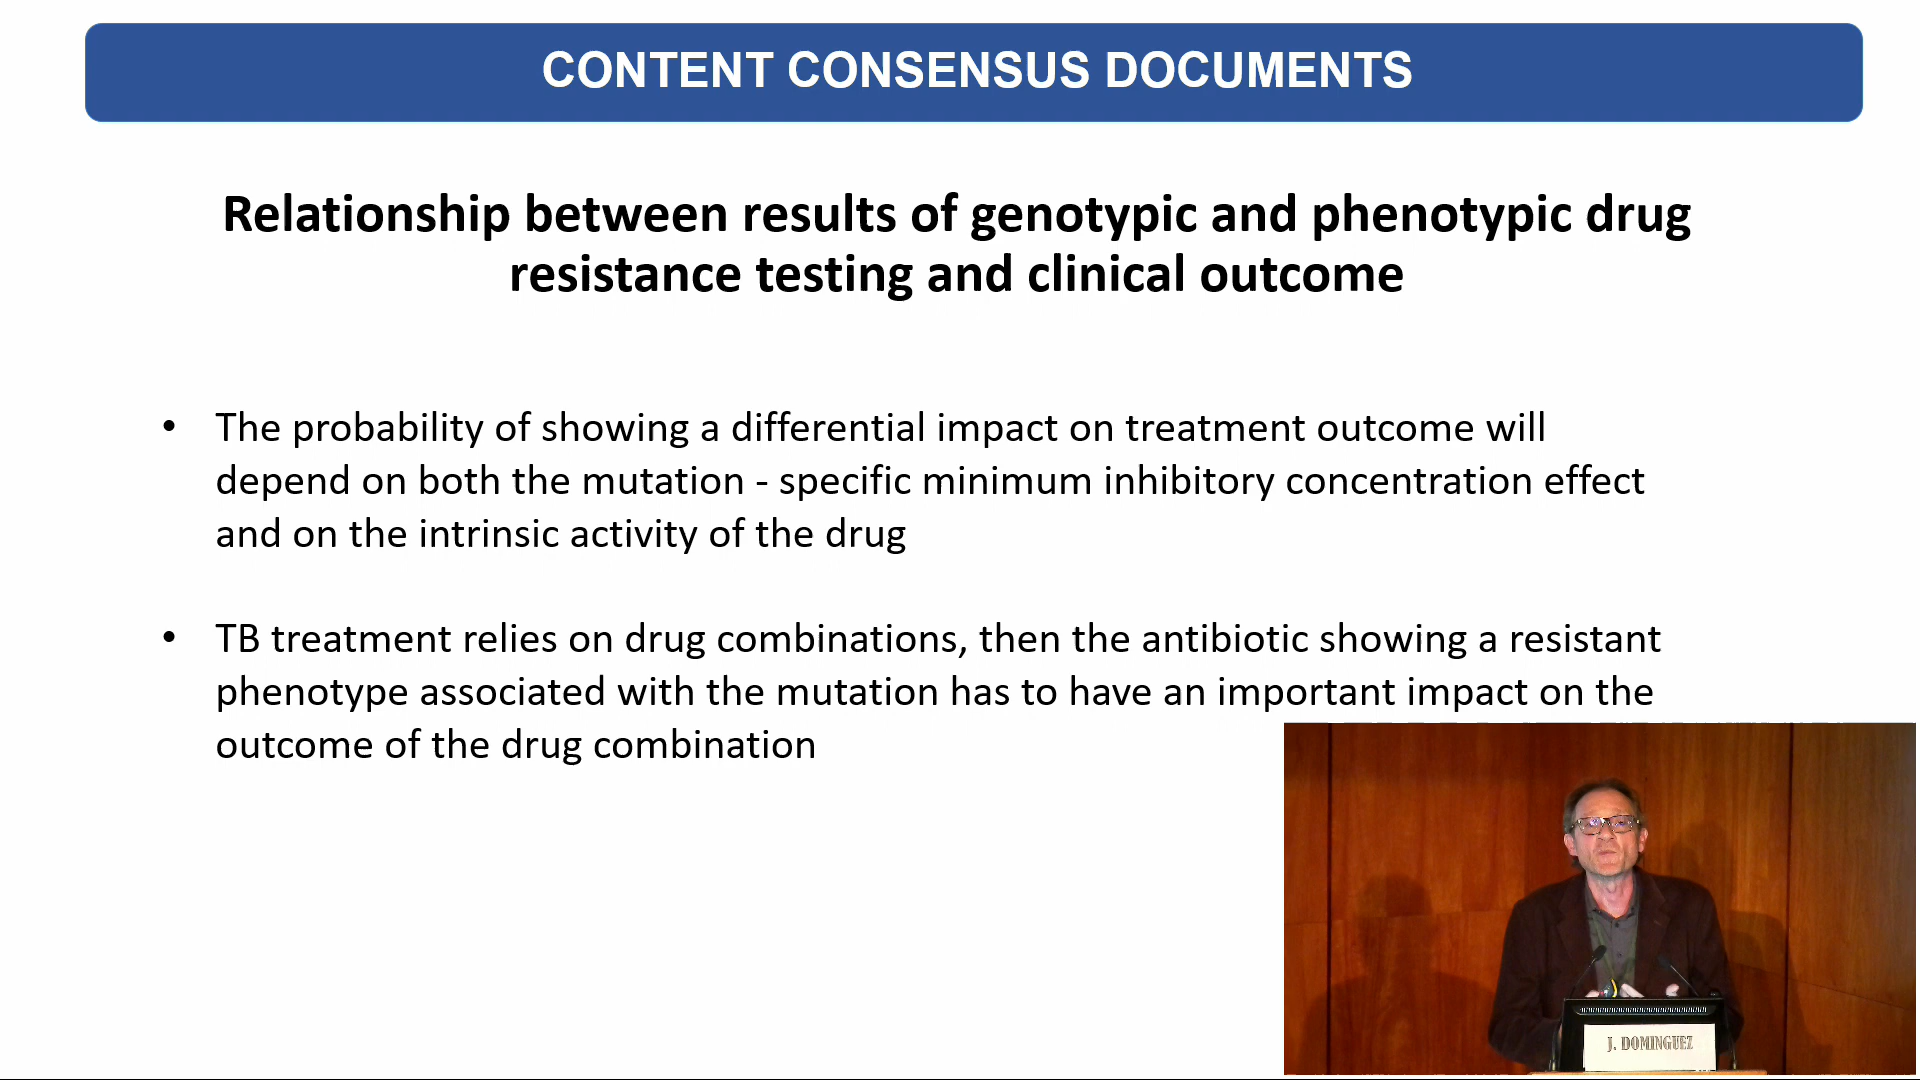 CONTENT CONSENSUS DOCUMENTS
Relationship between results of genotypic and phenotypic drug
resistance testing and clinical outcome
• The probability of showing a differential impact on treatment outcome will
depend on both the mutation - specific minimum inhibitory concentration effect
and on the intrinsic activity of the drug
• TB treatment relies on drug combinations, then the antibiotic showing a resistant
phenotype associated with the mutation has to have an important impact on the
outcome of the drug combination
J. DOMINGUEZ